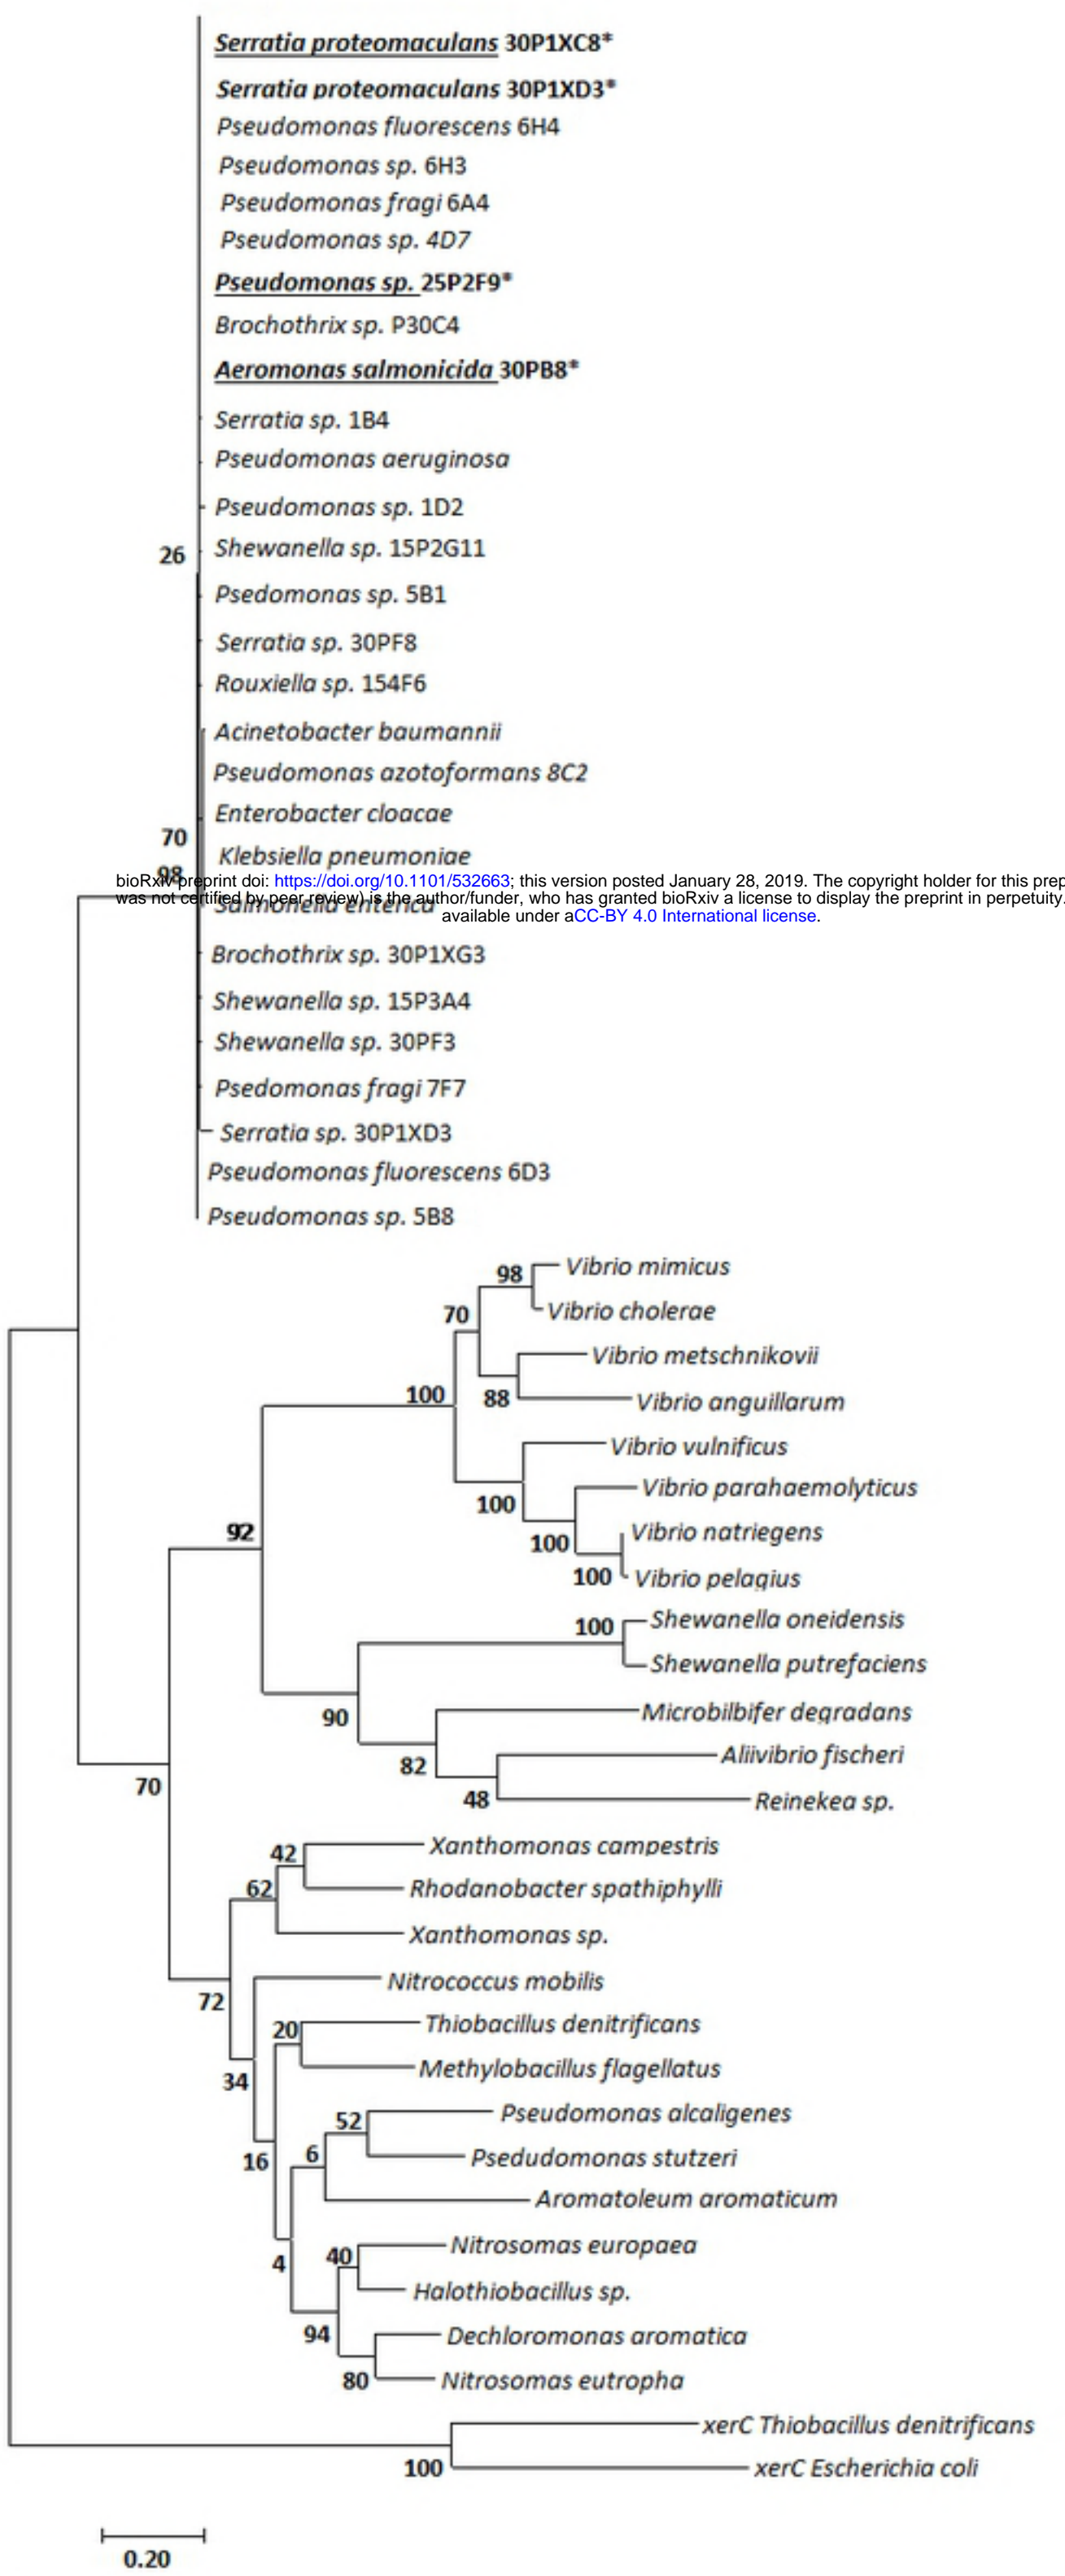 Serratia proteomaculans 30P1XC8*
Serratia proteomaculans 30P1XD3*
Pseudomonas fluorescens 6H4
Pseudomonas sp. 6H3
Pseudomonas fragi 6A4
Pseudomonas sp. 4D7
Pseudomonas sp. 25P2F9*
Brochothrix sp. P30C4
Aeromonas salmonicida 30PB8*
Serratia sp. 1B4
Pseudomonas aeruginosa
Pseudomonas sp. 1D2
26
Shewanella sp. 15P2G11
Psedomonas sp. 5B1
Serratia sp. 30PF8
Rouxiella sp. 154F6
Acinetobacter baumannii
Pseudomonas azotoformans 8C2
Enterobacter cloacae
70
Klebsiella pneumoniae
98
bioRxiv preprint doi: https://doi.org/10.1101/532663; this version posted January 28, 2019. The copyright holder for this prep
was not certified by peer review) is the author/funder, who has granted bioRxiv a license to display the preprint in perpetuity.
Salmonella enterica
available under aCC-BY 4.0 International license.
Brochothrix sp. 30P1XG3
Shewanella sp. 15P3A4
Shewanella sp. 30PF3
Psedomonas fragi 7F7
Serratia sp. 30P1XD3
Pseudomonas fluorescens 6D3
Pseudomonas sp. 5B8
98
Vibrio mimicus
70
Vibrio cholerae
Vibrio metschnikovii
100
88
Vibrio anguillarum
Vibrio vulnificus
100
Vibrio parahaemolyticus
92
100
Vibrio natriegens
100
Vibrio pelagius
100
Shewanella oneidensis
Shewanella putrefaciens
90
Microbilbifer degradans
82
Aliivibrio fischeri
70
48
Reinekea sp.
42
Xanthomonas campestris
62
Rhodanobacter spathiphylli
Xanthomonas sp.
72
Nitrococcus mobilis
20
Thiobacillus denitrificans
34
Methylobacillus flagellatus
52
Pseudomonas alcaligenes
16
6
Psedudomonas stutzeri
Aromatoleum aromaticum
4
40
Nitrosomas europaea
Halothiobacillus sp.
94
Dechloromonas aromatica
80
Nitrosomas eutropha
xerC Thiobacillus denitrificans
100
xerC Escherichia coli
0.20